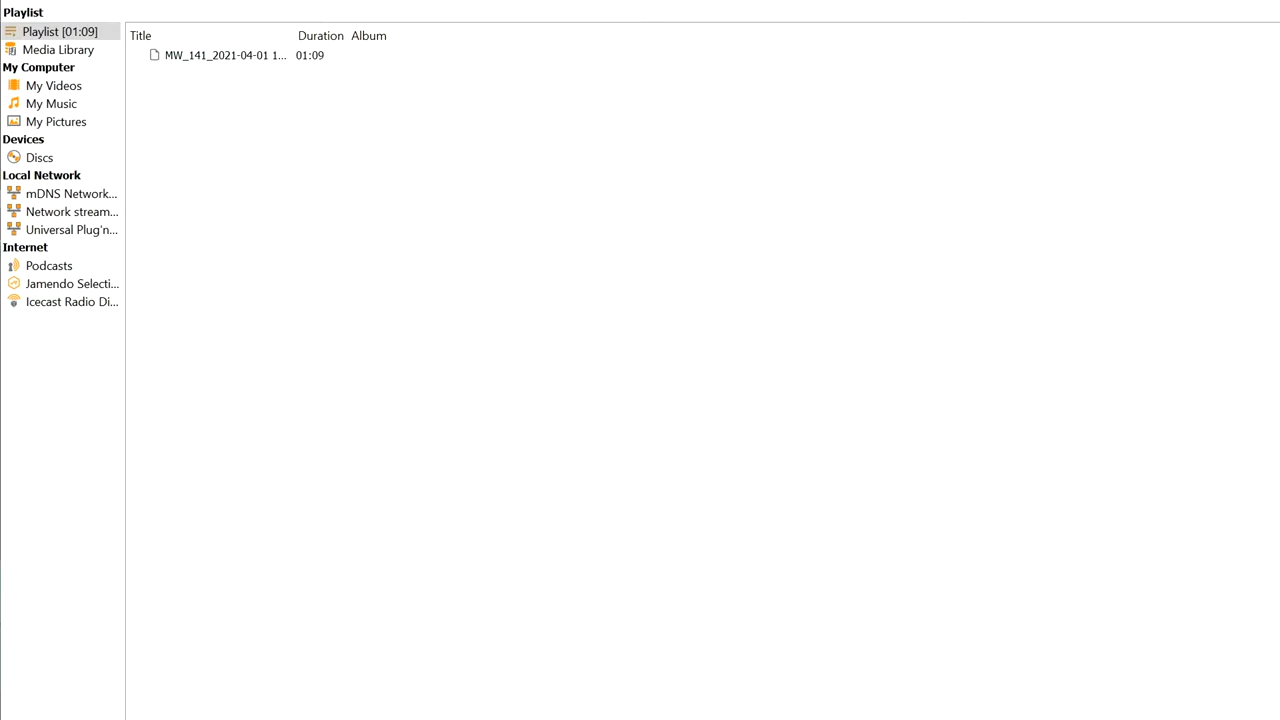 Playlist
Playlist [01:09]
Media Library
My Computer
My Videos
My Music
My Pictures
Devices
Discs
Local Network
mDNS Network...
Network stream...
Universal Plug'n...
Internet
Podcasts
Jamendo Selecti...
Icecast Radio Di...
Title Duration Album
MW_141_2021-04-01 1... 01:09